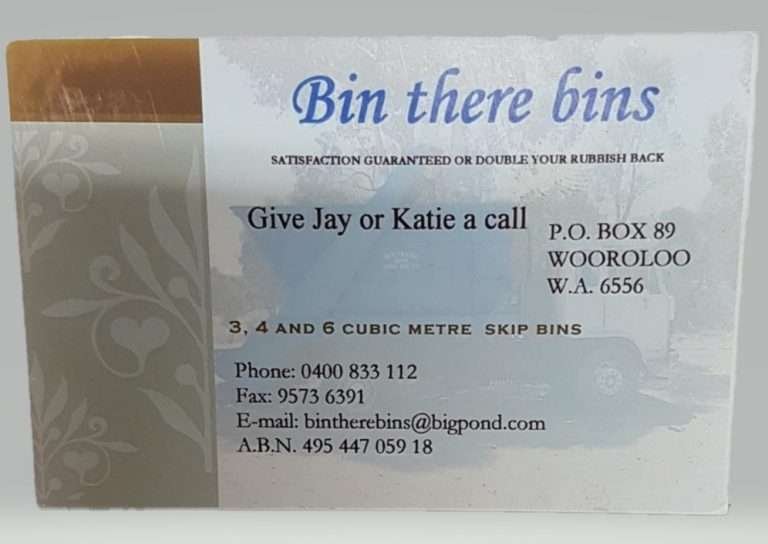 Bin there bins
SATISFACTION GUARANTEED OR DOUBLE YOUR RUBBISH BACK
Give Jay or Katie a call
P.O. BOX 89
WOOROLOO
W.A. 6556
3, 4 AND 6 CUBIC METRE SKIP BINS
Phone: 0400 833 112
Fax: 9573 6391
E-mail: bintherebins@bigpond.com
A.B.N. 495 447 059 18